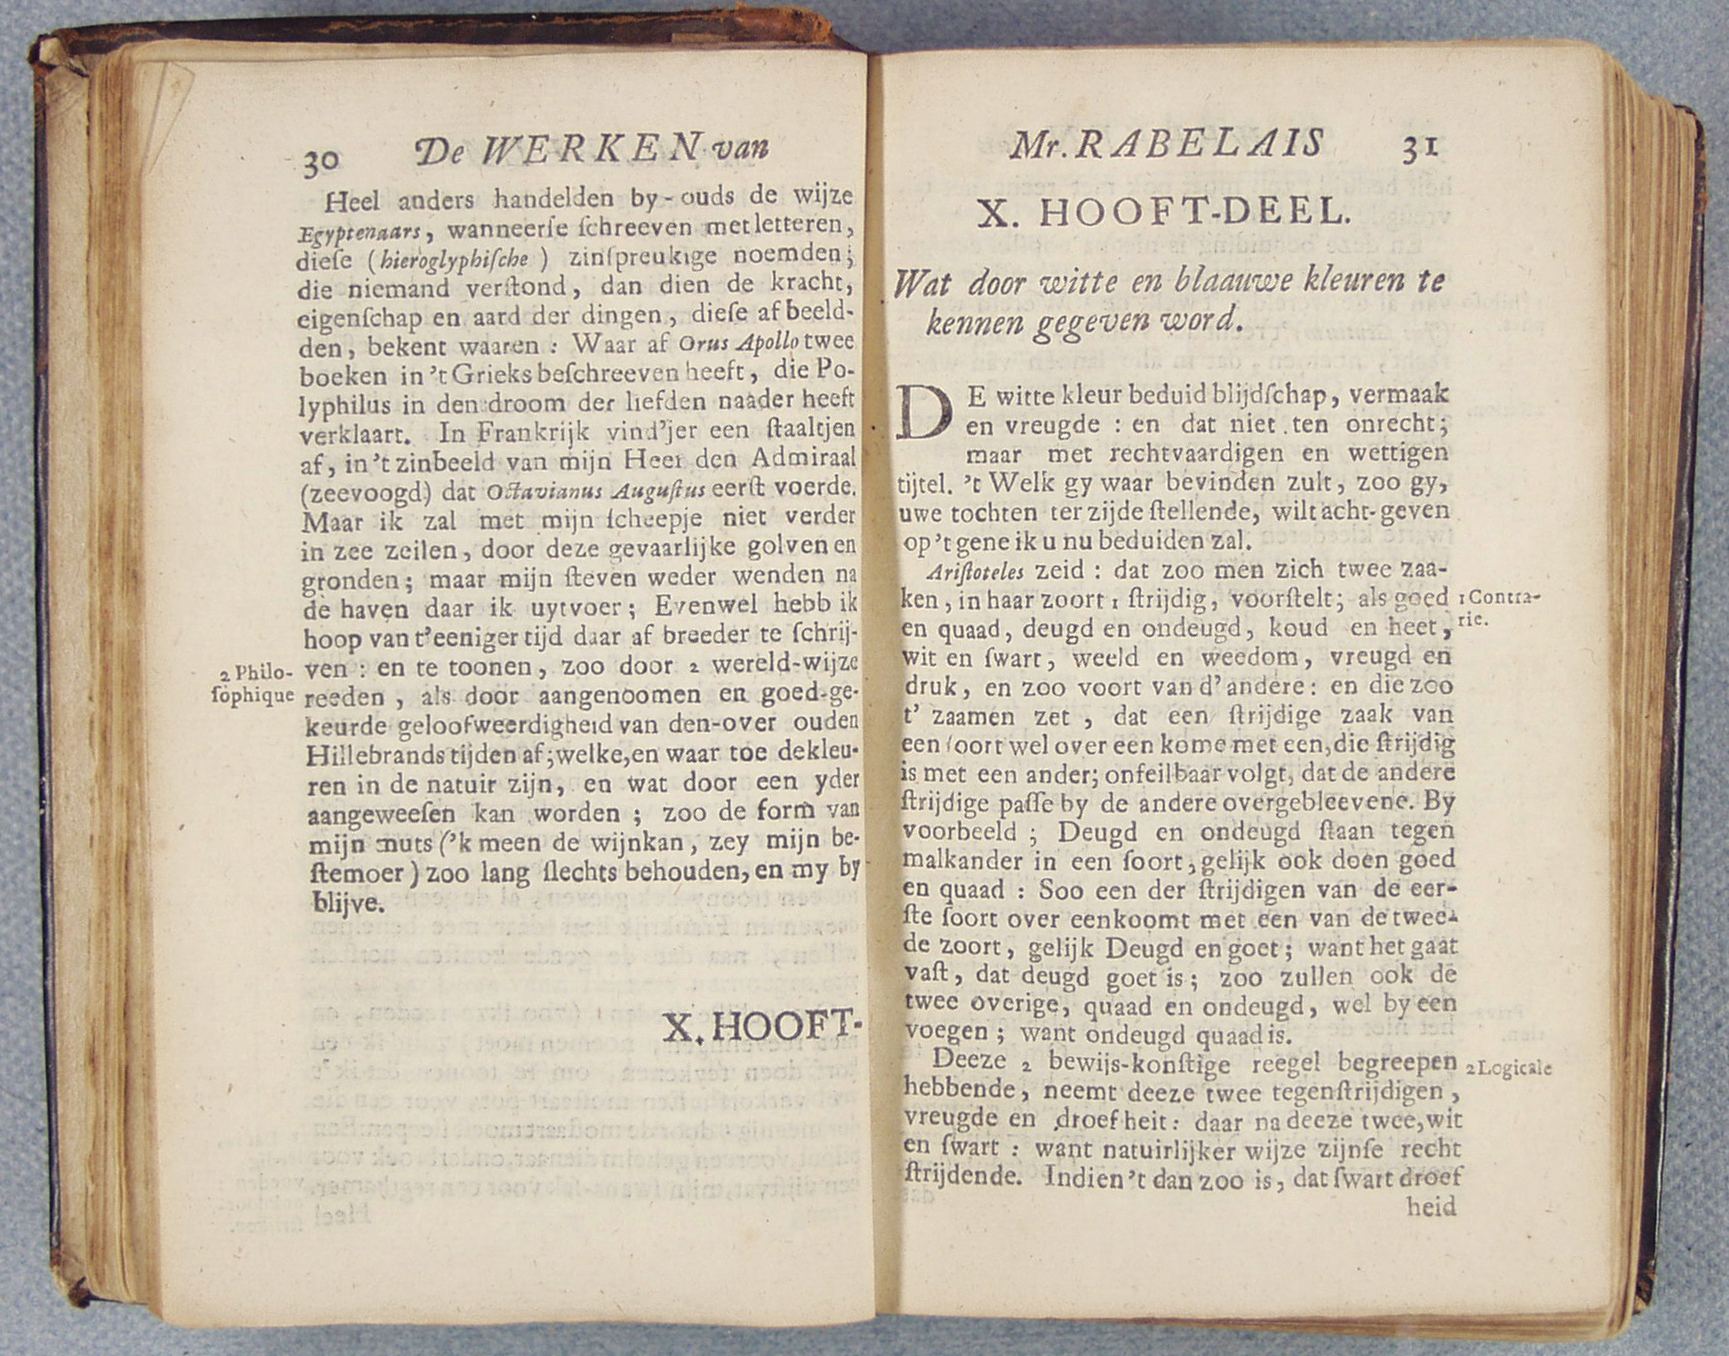 30 De WERKEN van
Heel anders handelden by-ouds de wijze
Egyptenaars, wanneerſe ſchreeven met letteren,
dieſe (hieroglyphiſche) zinſpreukige noemden;
die niemand verſtond, dan dien de kracht,
eigenſchap en aard der dingen, dieſe afbeeld-
den, bekent waaren: Waar af Orus Apollo twee
boeken in 't Grieks beſchreeven heeft, die Po-
lyphilus in den droom der liefden naader heeft
verklaart. In Frankrijk vind'jer een ſtaaltjen
af, in 't zinbeeld van mijn Heer den Admiraal
(zeevoogd) dat Octavianus Auguſtus eerſt voerde.
Maar ik zal met mijn ſcheepje niet verder
in zee zeilen, door deze gevaarlijke golven en
gronden; maar mijn ſteven weder wenden na
de haven daar ik uytvoer; Evenwel hebb ik
hoop van t'eeniger tijd daar af breeder te ſchrij-
ven: en te toonen, zoo door 2 wereld-wijze
2 Philo-
ſophique
reeden, als door aangenoomen en goed-ge-
keurde geloofweerdigheid van den-over ouden
Hillebrands tijden af; welke, en waar toe de kleu-
ren in de natuir zijn, en wat door een yder
aangeweeſen kan worden; zoo de form van
mijn muts ('k meen de wijnkan, zey mijn be-
ſtemoer) zoo lang ſlechts behouden, en my by
blijve.
X. HOOFT-
Mr. RABELAIS 31
X. HOOFT-DEEL.
Wat door witte en blaauwe kleuren te
kennen gegeven word.
DE witte kleur beduid blijdſchap, vermaak
en vreugde: en dat niet ten onrecht;
maar met rechtvaardigen en wettigen
tijtel. 't Welk gy waar bevinden zult, zoo gy,
uwe tochten ter zijde ſtellende, wilt acht-geven
op 't gene ik u nu beduiden zal.
Ariſtoteles zeid: dat zoo men zich twee zaa-
ken, in haar zoort 1 ſtrijdig, voorſtelt; als goed
1 Contra-
rie.
en quaad, deugd en ondeugd, koud en heet,
wit en ſwart, weeld en weedom, vreugd en
druk, en zoo voort van d'andere: en die zoo
t' zaamen zet, dat een ſtrijdige zaak van
een ſoort wel over een kome met een, die ſtrijdig
is met een ander; onfeilbaar volgt, dat de andere
ſtrijdige paſſe by de andere overgebleevene. By
voorbeeld; Deugd en ondeugd ſtaan tegen
malkander in een ſoort, gelijk ook doen goed
en quaad: Soo een der ſtrijdigen van de eer-
ſte ſoort over eenkoomt met een van de twee-
de zoort, gelijk Deugd en goet; want het gaat
vaſt, dat deugd goet is; zoo zullen ook de
twee overige, quaad en ondeugd, wel by een
voegen; want ondeugd quaad is.
Deeze 2 bewijs-konſtige reegel begreepen
2 Logicale
hebbende, neemt deeze twee tegenſtrijdigen,
vreugde en droefheit: daar na deeze twee, wit
en ſwart: want natuirlijker wijze zijnſe recht
ſtrijdende. Indien 't dan zoo is, dat ſwart droef
heid